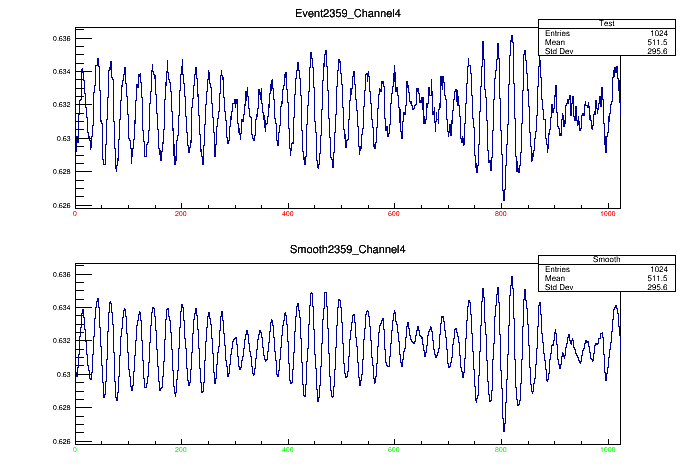 Event2359_Channel4
Test
Entries 1024
Mean 511.5
Std Dev 295.6
0.636
0.634
0.632
0.63
0.628
0.626
0 200 400 600 800 1000
Smooth2359_Channel4
Smooth
Entries 1024
Mean 511.5
Std Dev 295.6
0.636
0.634
0.632
0.63
0.628
0.626
0 200 400 600 800 1000